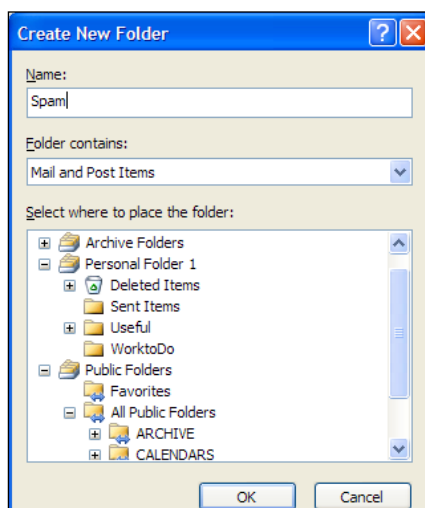 Create New Folder
Name:
Spam
Folder contains:
Mail and Post Items
Select where to place the folder:
Archive Folders
Personal Folder 1
Deleted Items
Sent Items
Useful
WorktoDo
Public Folders
Favorites
All Public Folders
ARCHIVE
CALENDARS
OK Cancel